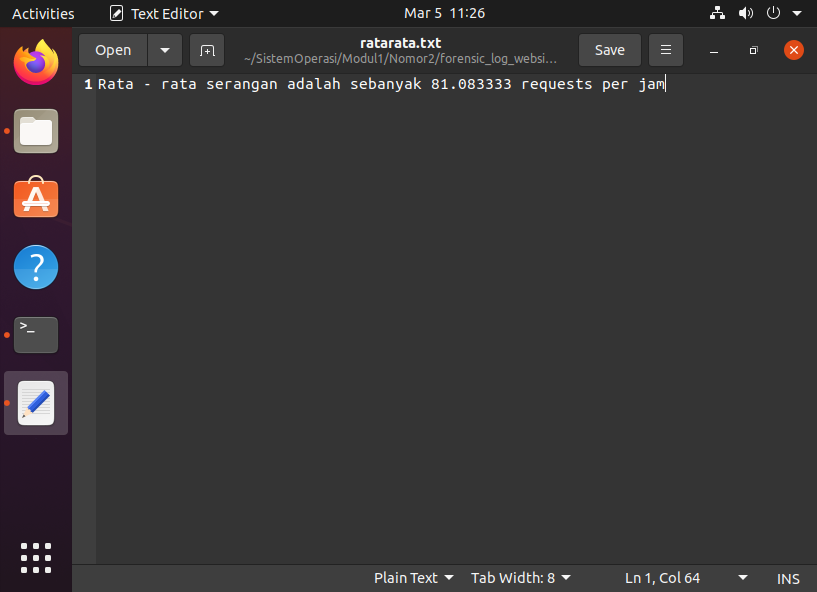 Activities
Text Editor
Mar 5 11:26
Open
ratarata.txt
~/SistemOperasi/Modul1/Nomor2/forensic_log_websi...
Save
1 Rata - rata serangan adalah sebanyak 81.083333 requests per jam
Plain Text
Tab Width: 8
Ln 1, Col 64
INS